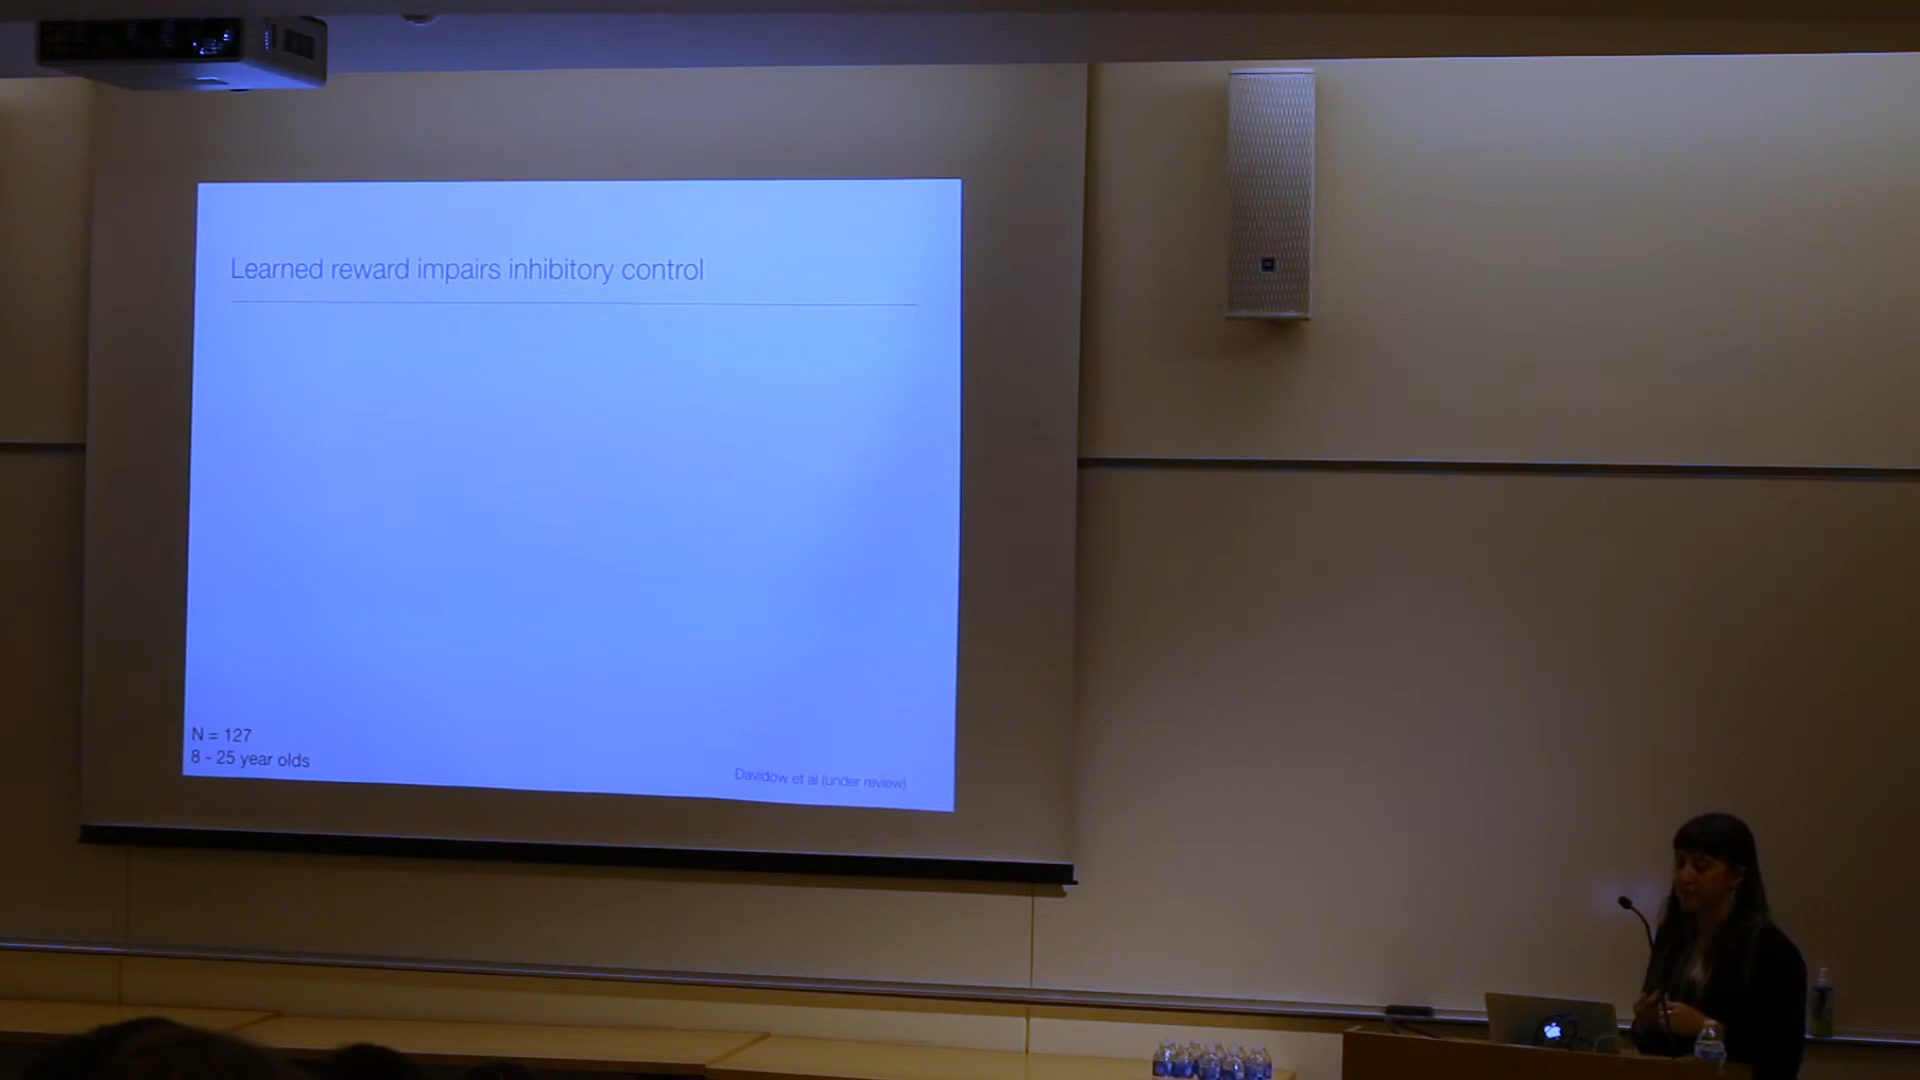 Learned reward impairs inhibitory control
N = 127
8 - 25 year olds
Davidow et al (under review)